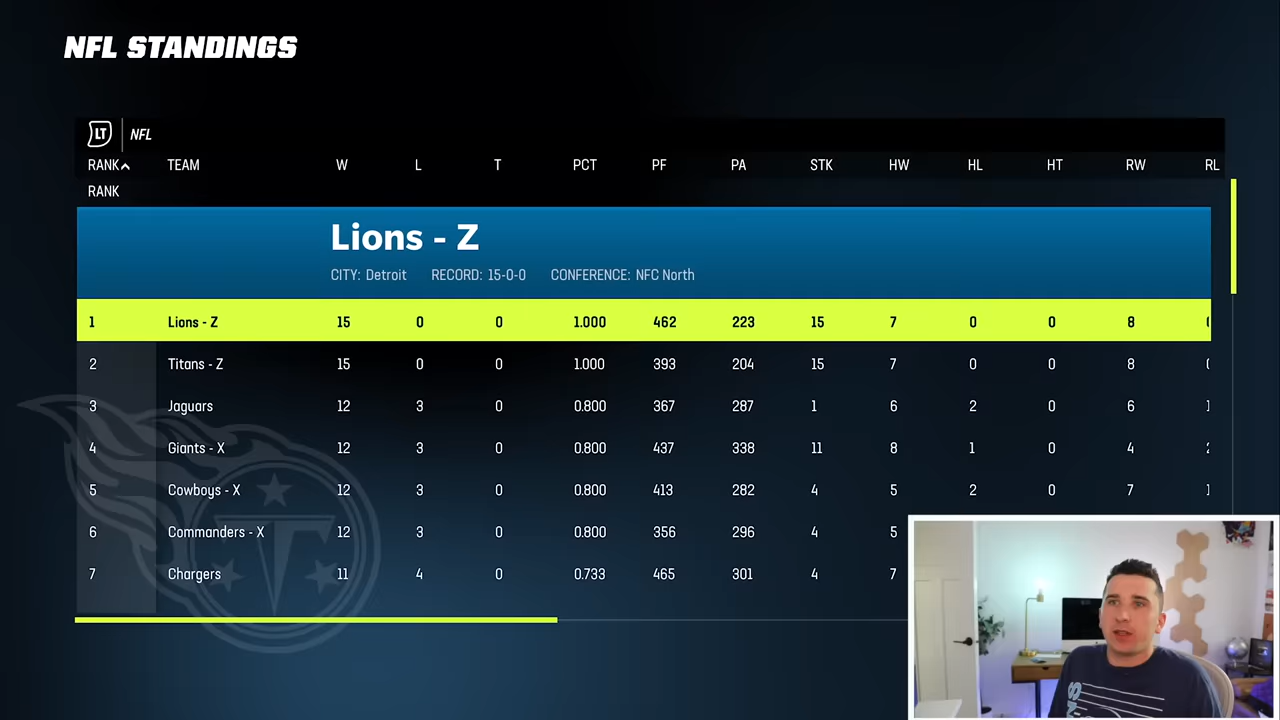 NFL STANDINGS
LT NFL
RANK TEAM W L T PCT PF PA STK HW HL HT RW RL
RANK
Lions - Z
CITY: Detroit RECORD: 15-0-0 CONFERENCE: NFC North
1 Lions - Z 15 0 0 1.000 462 223 15 7 0 0 8
2 Titans - Z 15 0 0 1.000 393 204 15 7 0 0 8
3 Jaguars 12 3 0 0.800 367 287 1 6 2 0 6
4 Giants - X 12 3 0 0.800 437 338 11 8 1 0 4
5 Cowboys - X 12 3 0 0.800 413 282 4 5 2 0 7
6 Commanders - X 12 3 0 0.800 356 296 4 5
7 Chargers 11 4 0 0.733 465 301 4 7